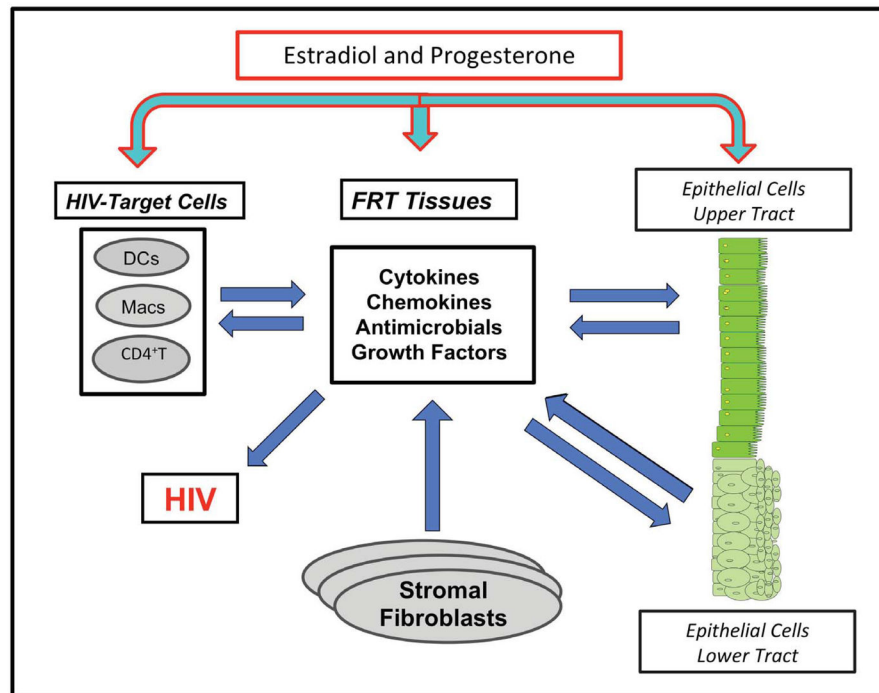 Estradiol and Progesterone
HIV-Target Cells
FRT Tissues
Epithelial Cells
Upper Tract
DCs
Macs
CD4⁺T
Cytokines
Chemokines
Antimicrobials
Growth Factors
HIV
Stromal
Fibroblasts
Epithelial Cells
Lower Tract